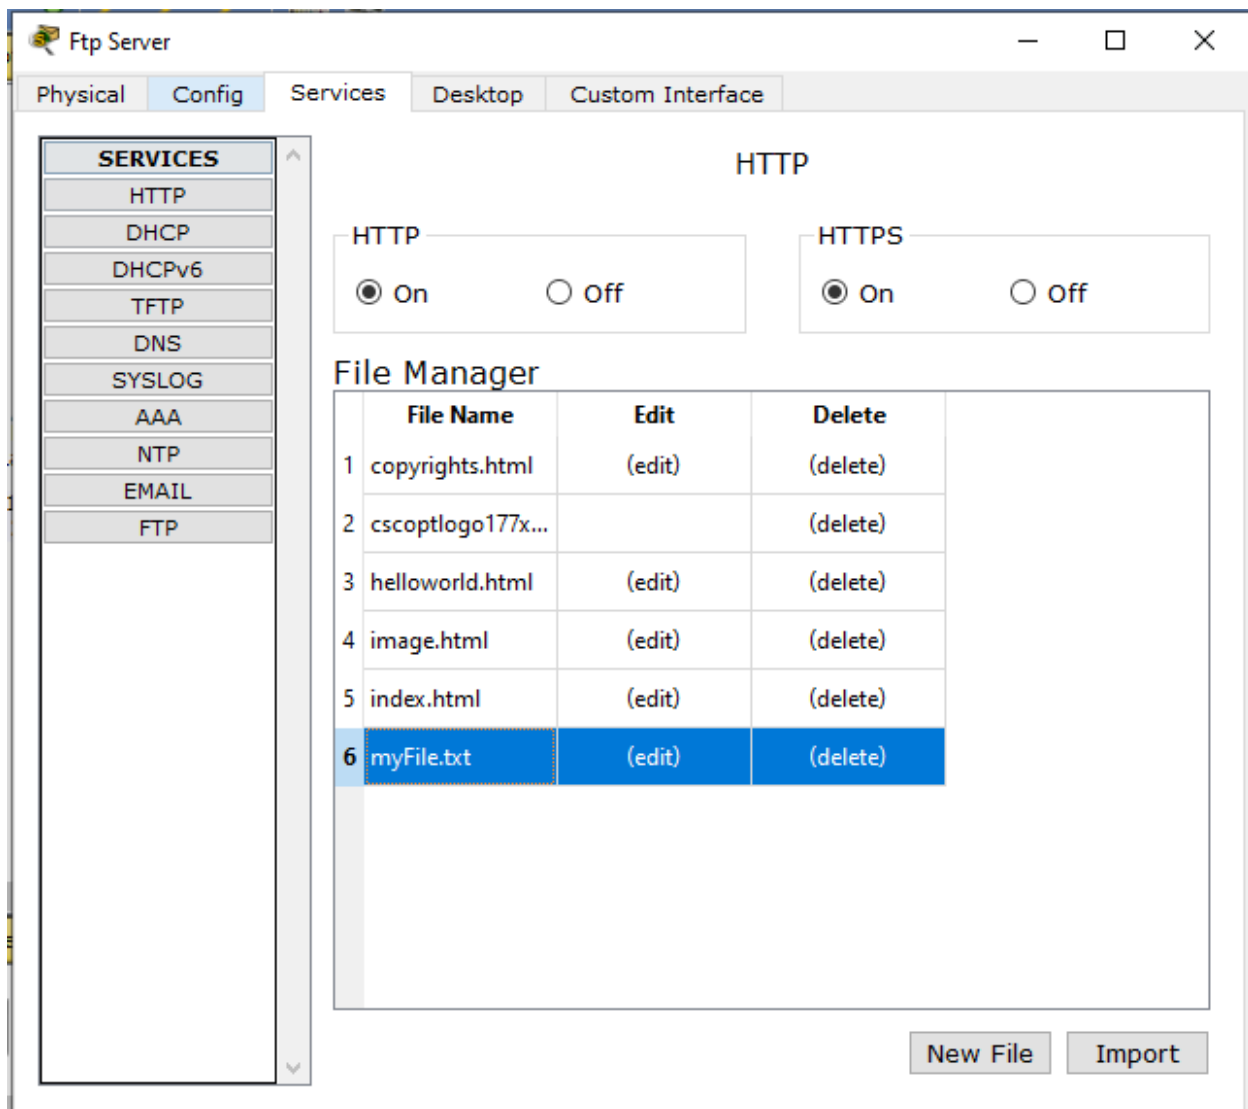 Ftp Server
Physical Config Services Desktop Custom Interface
SERVICES
HTTP
DHCP
DHCPv6
TFTP
DNS
SYSLOG
AAA
NTP
EMAIL
FTP
HTTP
HTTP HTTPS
On Off On Off
File Manager
File Name Edit Delete
1 copyrights.html (edit) (delete)
2 cscoptlogo177x... (delete)
3 helloworld.html (edit) (delete)
4 image.html (edit) (delete)
5 index.html (edit) (delete)
6 myFile.txt (edit) (delete)
New File Import